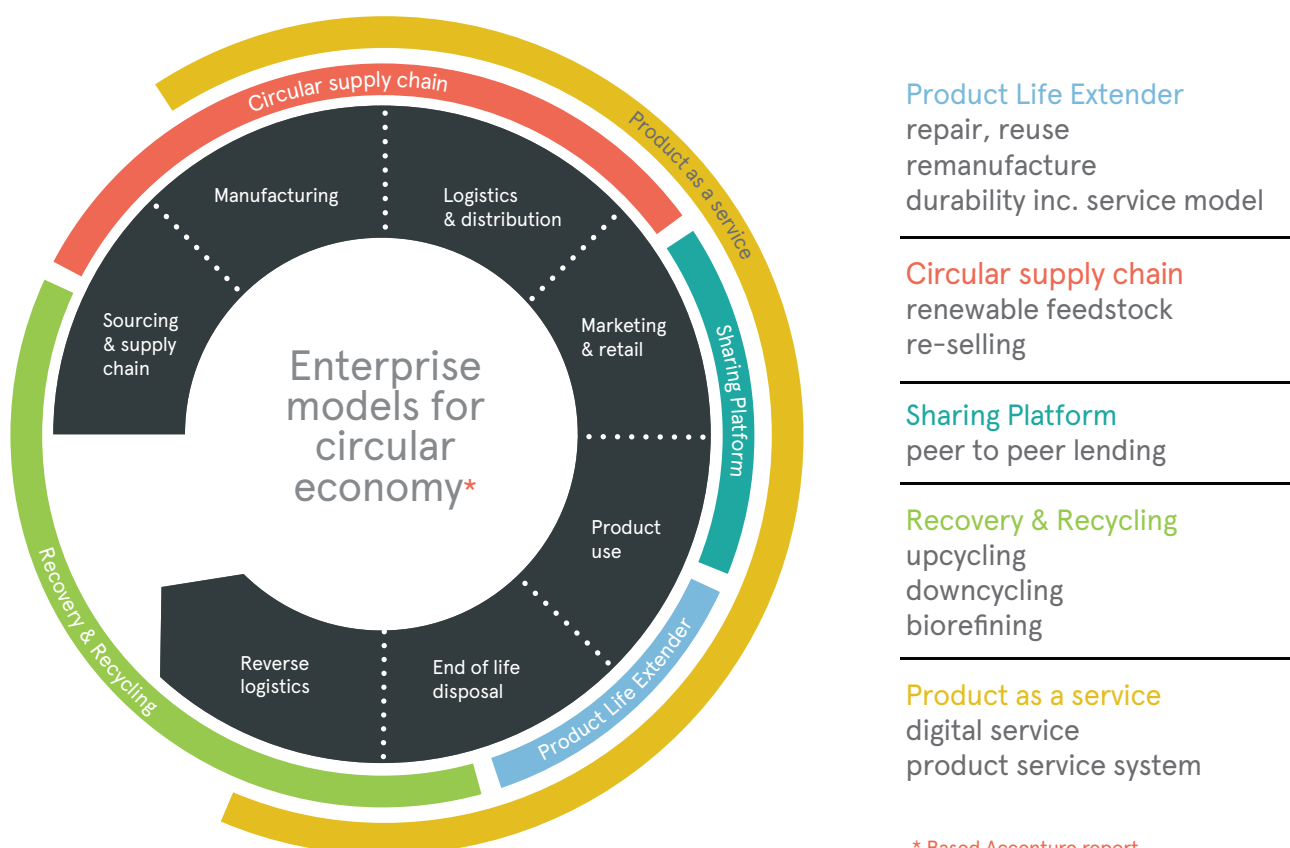 Circular supply chain
Product as a service
Manufacturing
Logistics
& distribution
Sourcing
& supply
chain
Marketing
& retail
Sharing Platform
Enterprise
models for
circular
economy*
Product
use
Recovery & Recycling
Reverse
logistics
End of life
disposal
Product Life Extender
Product Life Extender
repair, reuse
remanufacture
durability inc. service model
Circular supply chain
renewable feedstock
re-selling
Sharing Platform
peer to peer lending
Recovery & Recycling
upcycling
downcycling
biorefining
Product as a service
digital service
product service system
* Based Accenture report